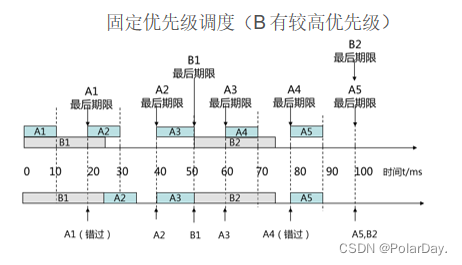 固定优先级调度（B 有较高优先级）
B2
最后期限
B1
最后期限
A1
最后期限
A2
最后期限
A3
最后期限
A4
最后期限
A5
最后期限
A1 A2 A3 A4 A5
B1 B2
0 10 20 30 40 50 60 70 80 90 100 时间t/ms
B1 A2 A3 B2 A5
A1（错过） A2 B1 A3 A4（错过） A5,B2
CSDN @PolarDay.